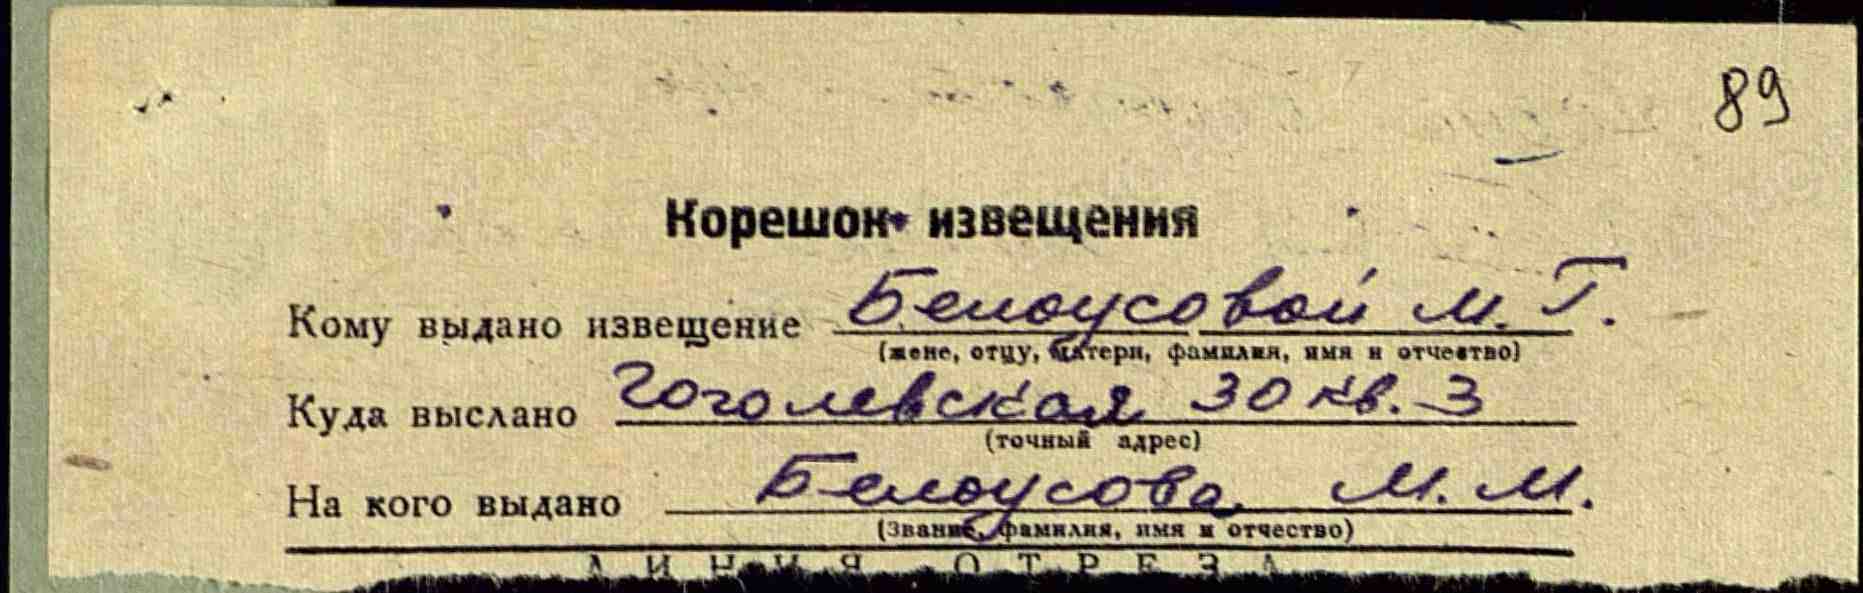 89
Корешок извещения
Кому выдано извещение Белоусовой М. Г.
(жене, отцу, матери, фамилия, имя и отчество)
Куда выслано Гоголевская 30 кв. 3
(точный адрес)
На кого выдано Белоусова М. М.
(Звание, фамилия, имя и отчество)
ЛИНИЯ ОТРЕЗА